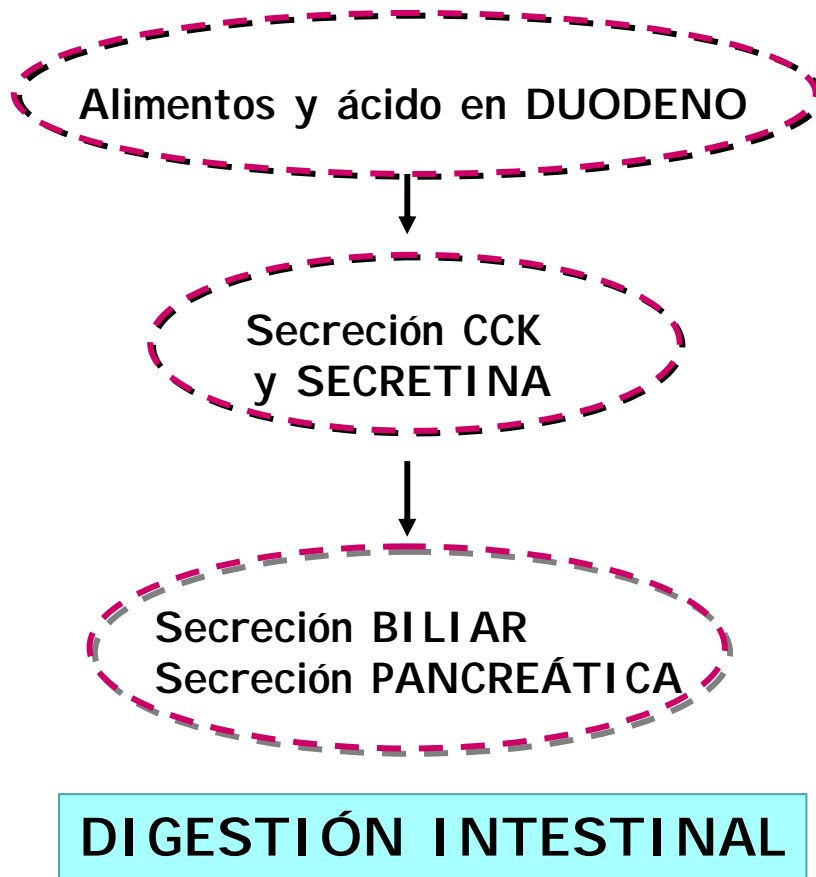 Alimentos y ácido en DUODENO
Secreción CCK
y SECRETINA
Secreción BILIAR
Secreción PANCREÁTICA
DIGESTIÓN INTESTINAL